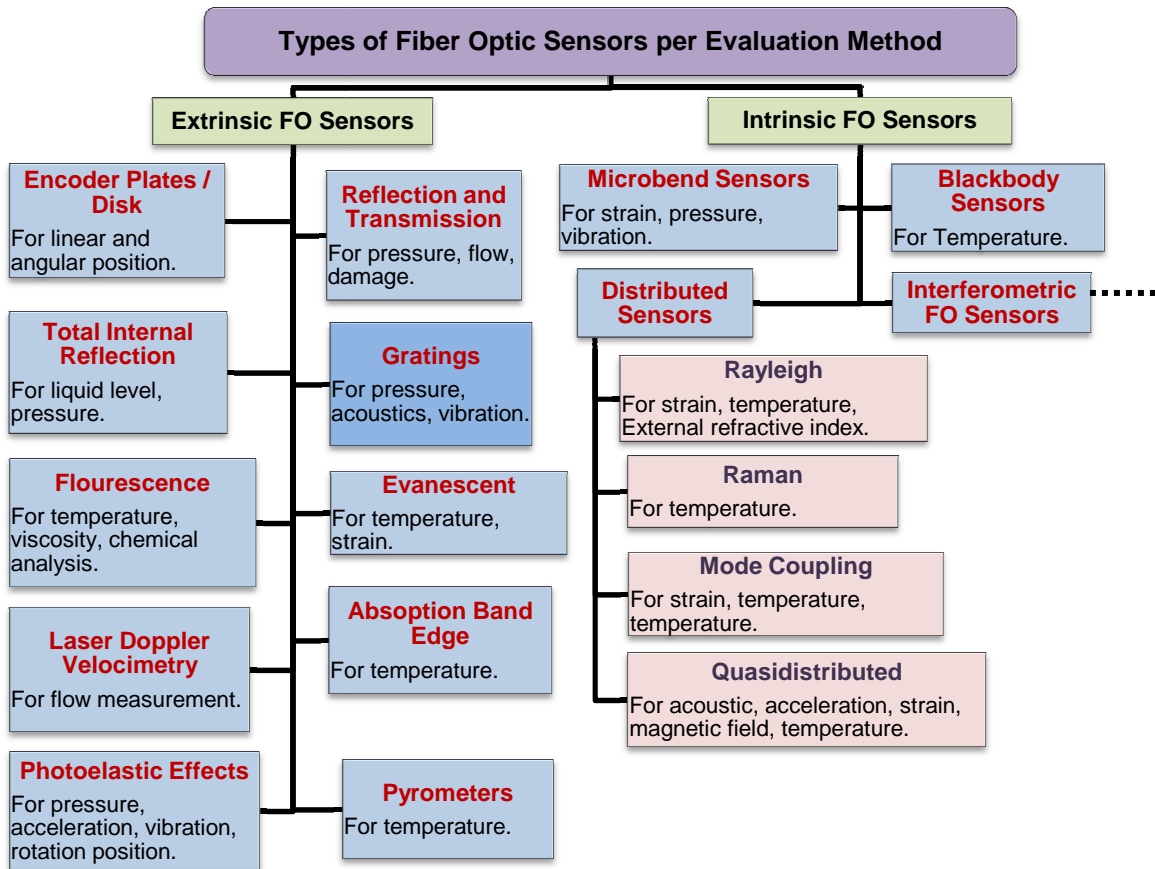 Types of Fiber Optic Sensors per Evaluation Method
Extrinsic FO Sensors
Intrinsic FO Sensors
Encoder Plates /
Disk
For linear and
angular position.
Reflection and
Transmission
For pressure, flow,
damage.
Total Internal
Reflection
For liquid level,
pressure.
Gratings
For pressure,
acoustics, vibration.
Flourescence
For temperature,
viscosity, chemical
analysis.
Evanescent
For temperature,
strain.
Laser Doppler
Velocimetry
For flow measurement.
Absoption Band
Edge
For temperature.
Photoelastic Effects
For pressure,
acceleration, vibration,
rotation position.
Pyrometers
For temperature.
Microbend Sensors
For strain, pressure,
vibration.
Blackbody
Sensors
For Temperature.
Distributed
Sensors
Interferometric
FO Sensors
Rayleigh
For strain, temperature,
External refractive index.
Raman
For temperature.
Mode Coupling
For strain, temperature,
temperature.
Quasidistributed
For acoustic, acceleration, strain,
magnetic field, temperature.